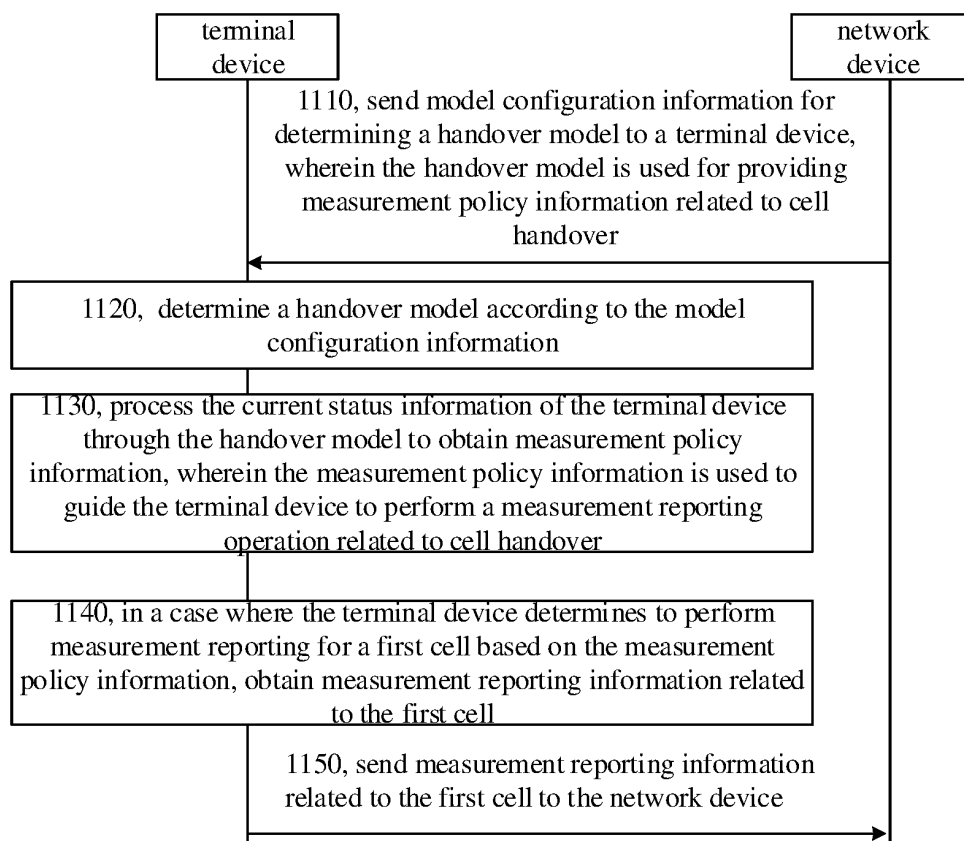 terminal
device
network
device
1110, send model configuration information for
determining a handover model to a terminal device,
wherein the handover model is used for providing
measurement policy information related to cell
handover
1120, determine a handover model according to the model
configuration information
1130, process the current status information of the terminal device
through the handover model to obtain measurement policy
information, wherein the measurement policy information is used to
guide the terminal device to perform a measurement reporting
operation related to cell handover
1140, in a case where the terminal device determines to perform
measurement reporting for a first cell based on the measurement
policy information, obtain measurement reporting information related
to the first cell
1150, send measurement reporting information
related to the first cell to the network device